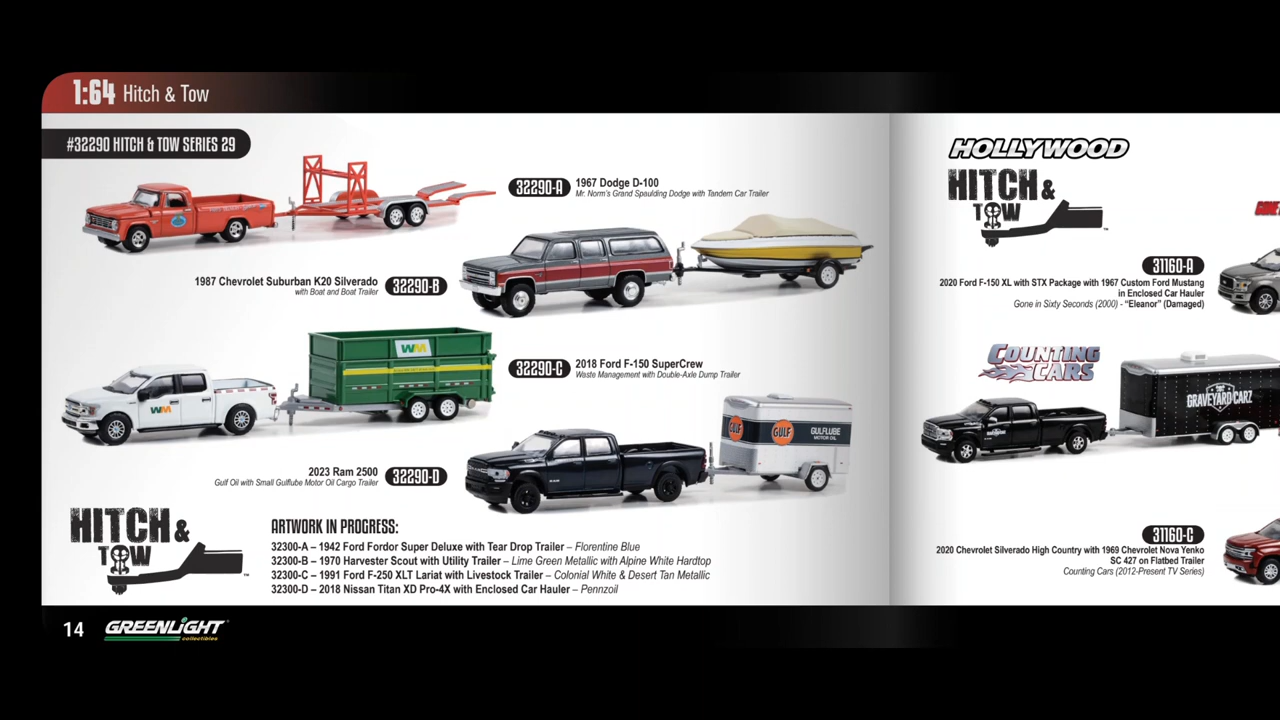 1:64 Hitch & Tow
#32290 HITCH & TOW SERIES 29
32290-A
1967 Dodge D-100
Mr. Norm's Grand Spaulding Dodge with Tandem Car Trailer
1987 Chevrolet Suburban K20 Silverado
with Boat and Boat Trailer
32290-B
32290-C
2018 Ford F-150 SuperCrew
Waste Management with Double-Axle Dump Trailer
WM
WM
2023 Ram 2500
Gulf Oil with Small Gulflube Motor Oil Cargo Trailer
32290-D
GULF
GULF
GULFLUBE
MOTOR OIL
HITCH &
TOW
ARTWORK IN PROGRESS:
32300-A – 1942 Ford Fordor Super Deluxe with Tear Drop Trailer – Florentine Blue
32300-B – 1970 Harvester Scout with Utility Trailer – Lime Green Metallic with Alpine White Hardtop
32300-C – 1991 Ford F-250 XLT Lariat with Livestock Trailer – Colonial White & Desert Tan Metallic
32300-D – 2018 Nissan Titan XD Pro-4X with Enclosed Car Hauler – Pennzoil
14
GREENLIGHT
collectibles
HOLLYWOOD
HITCH &
TOW
31160-A
2020 Ford F-150 XL with STX Package with 1967 Custom Ford Mustang
in Enclosed Car Hauler
Gone in Sixty Seconds (2000) - "Eleanor" (Damaged)
COUNTING
CARS
GRAVEYARD CARZ
31160-C
2020 Chevrolet Silverado High Country with 1969 Chevrolet Nova Yenko
SC 427 on Flatbed Trailer
Counting Cars (2012-Present TV Series)